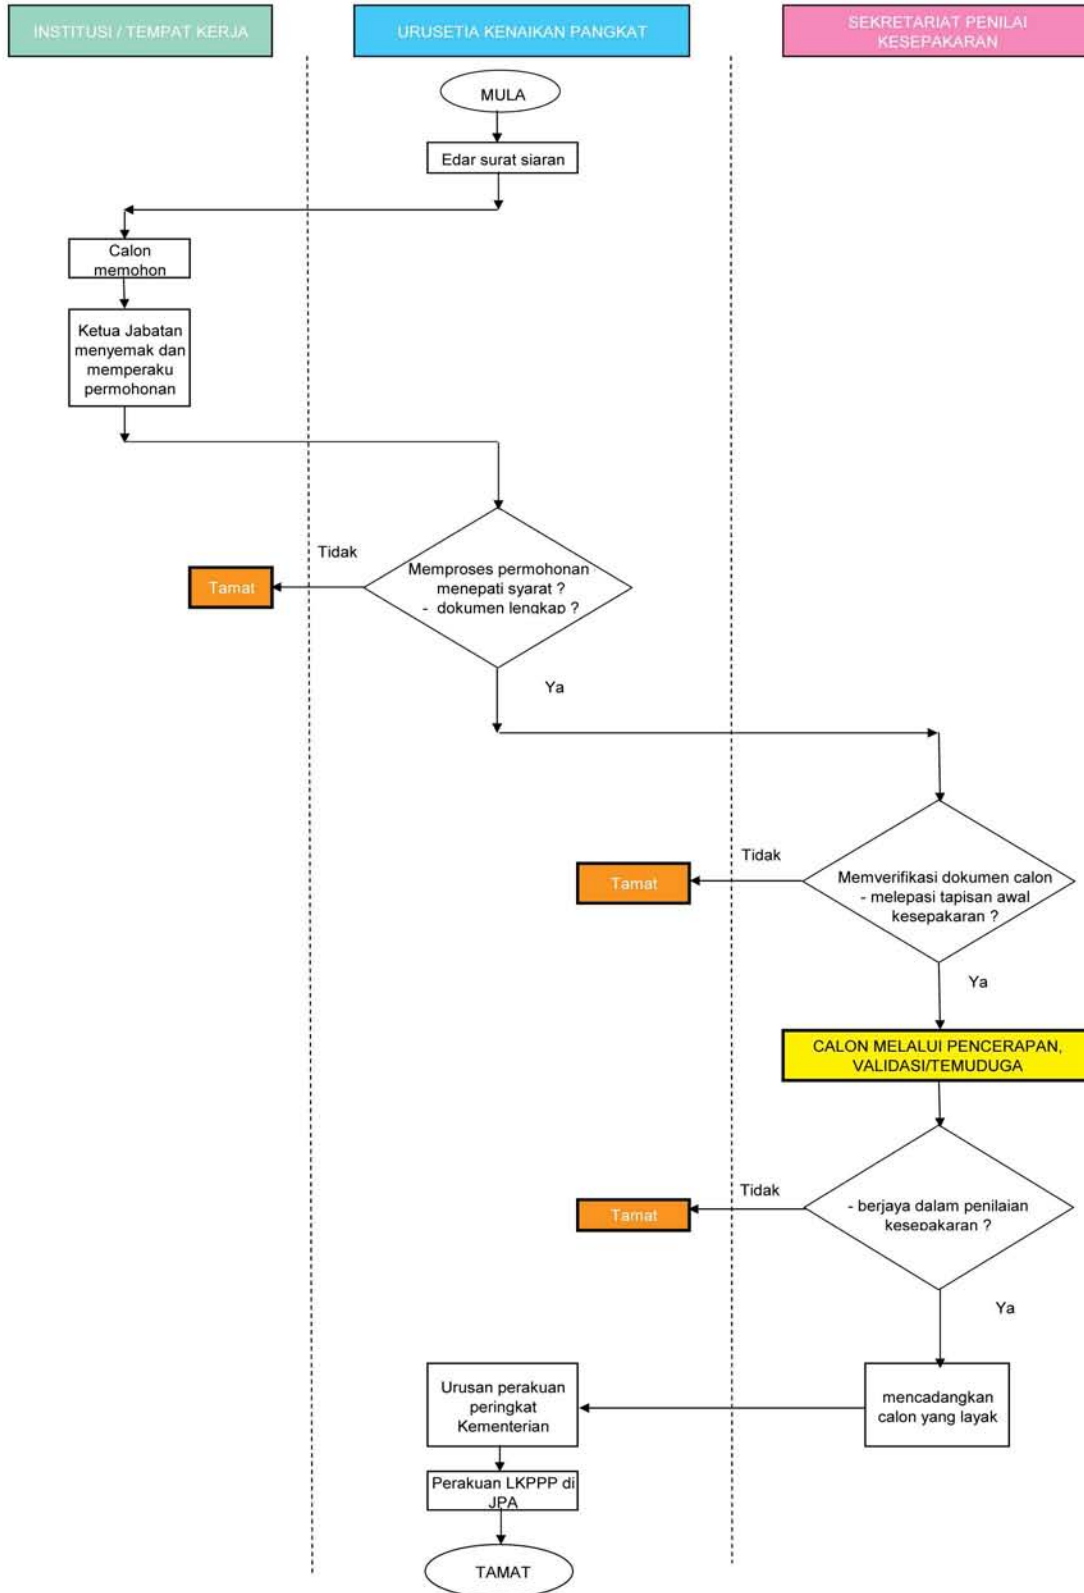 INSTITUSI / TEMPAT KERJA
URUSETIA KENAIKAN PANGKAT
SEKRETARIAT PENILAI
KESEPAKARAN
MULA
Edar surat siaran
Calon
memohon
Ketua Jabatan
menyemak dan
memperaku
permohonan
Tidak
Tamat
Memproses permohonan
menepati syarat ?
- dokumen lengkap ?
Ya
Tidak
Tamat
Memverifikasi dokumen calon
- melepasi tapisan awal
kesepakaran ?
Ya
CALON MELALUI PENCERAPAN,
VALIDASI/TEMUDUGA
Tidak
Tamat
- berjaya dalam penilaian
kesepakaran ?
Ya
mencadangkan
calon yang layak
Urusan perakuan
peringkat
Kementerian
Perakuan LKPPP di
JPA
TAMAT